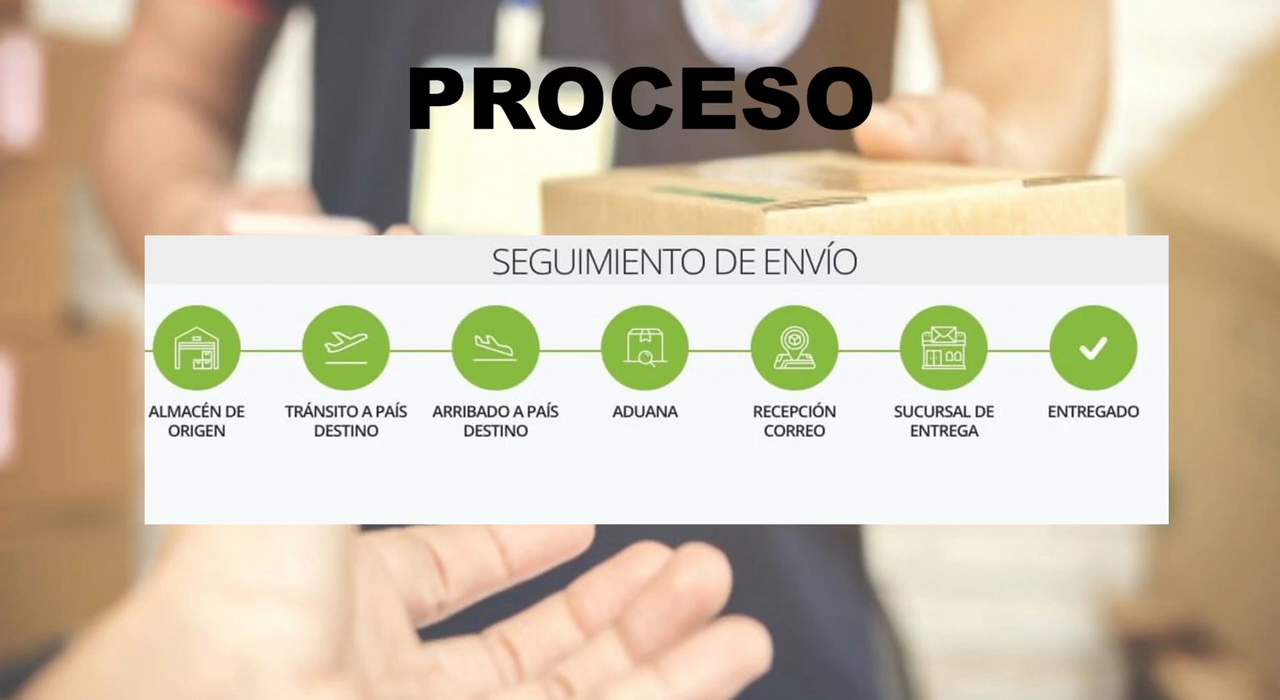 PROCESO
SEGUIMIENTO DE ENVÍO
ALMACÉN DE
ORIGEN
TRÁNSITO A PAÍS
DESTINO
ARRIBADO A PAÍS
DESTINO
ADUANA
RECEPCIÓN
CORREO
SUCURSAL DE
ENTREGA
ENTREGADO